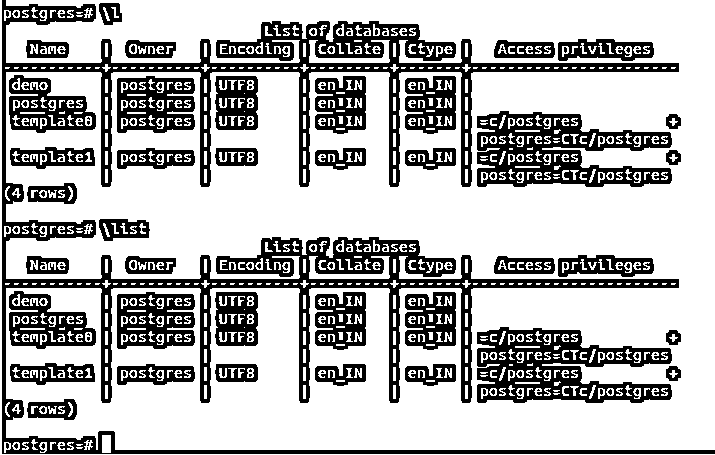 postgres=# \l
List of databases
Name | Owner | Encoding | Collate | Ctype | Access privileges
-----------+----------+----------+---------+-------+-----------------------
demo | postgres | UTF8 | en_IN | en_IN |
postgres | postgres | UTF8 | en_IN | en_IN |
template0 | postgres | UTF8 | en_IN | en_IN | =c/postgres +
| | | | | postgres=CTc/postgres
template1 | postgres | UTF8 | en_IN | en_IN | =c/postgres +
| | | | | postgres=CTc/postgres
(4 rows)
postgres=# \list
List of databases
Name | Owner | Encoding | Collate | Ctype | Access privileges
-----------+----------+----------+---------+-------+-----------------------
demo | postgres | UTF8 | en_IN | en_IN |
postgres | postgres | UTF8 | en_IN | en_IN |
template0 | postgres | UTF8 | en_IN | en_IN | =c/postgres +
| | | | | postgres=CTc/postgres
template1 | postgres | UTF8 | en_IN | en_IN | =c/postgres +
| | | | | postgres=CTc/postgres
(4 rows)
postgres=#